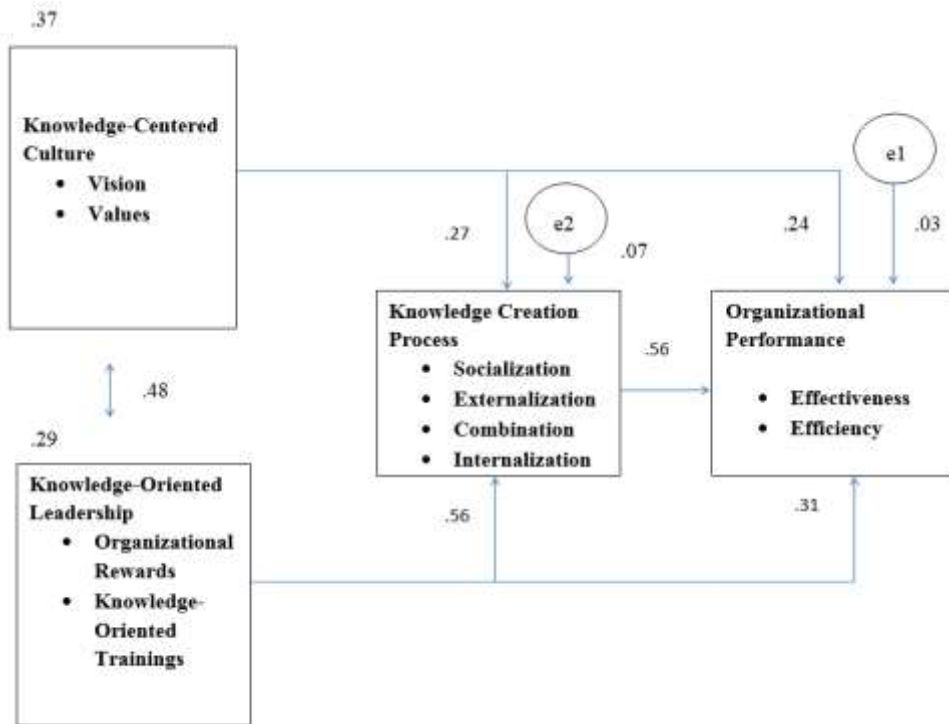 .37
Knowledge-Centered
Culture
• Vision
• Values
e1
.27
e2
.07
.24
.03
Knowledge Creation
Process
• Socialization
• Externalization
• Combination
• Internalization
.56
Organizational
Performance
• Effectiveness
• Efficiency
.48
.29
Knowledge-Oriented
Leadership
• Organizational
Rewards
• Knowledge-
Oriented
Trainings
.56
.31